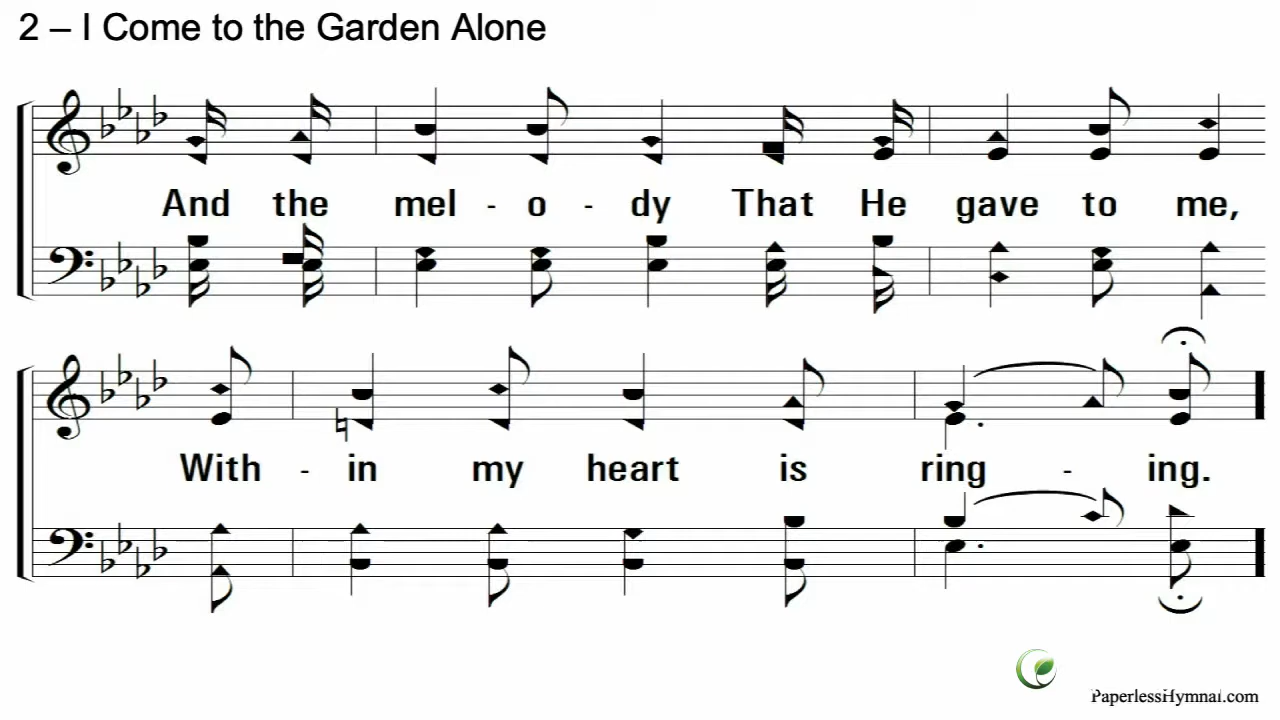 2 – I Come to the Garden Alone
And the mel - o - dy That He gave to me,
With - in my heart is ring - ing.
PaperlessHymnal.com